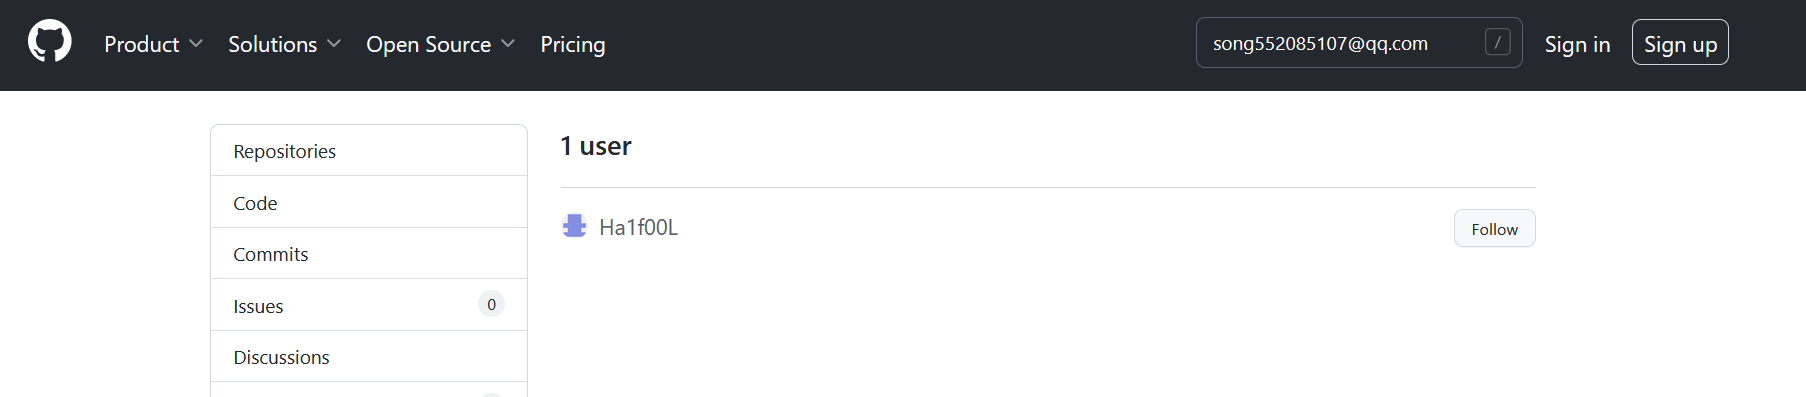 Product Solutions Open Source Pricing song552085107@qq.com / Sign in Sign up
Repositories
Code
Commits
Issues 0
Discussions
1 user
Ha1f00L Follow